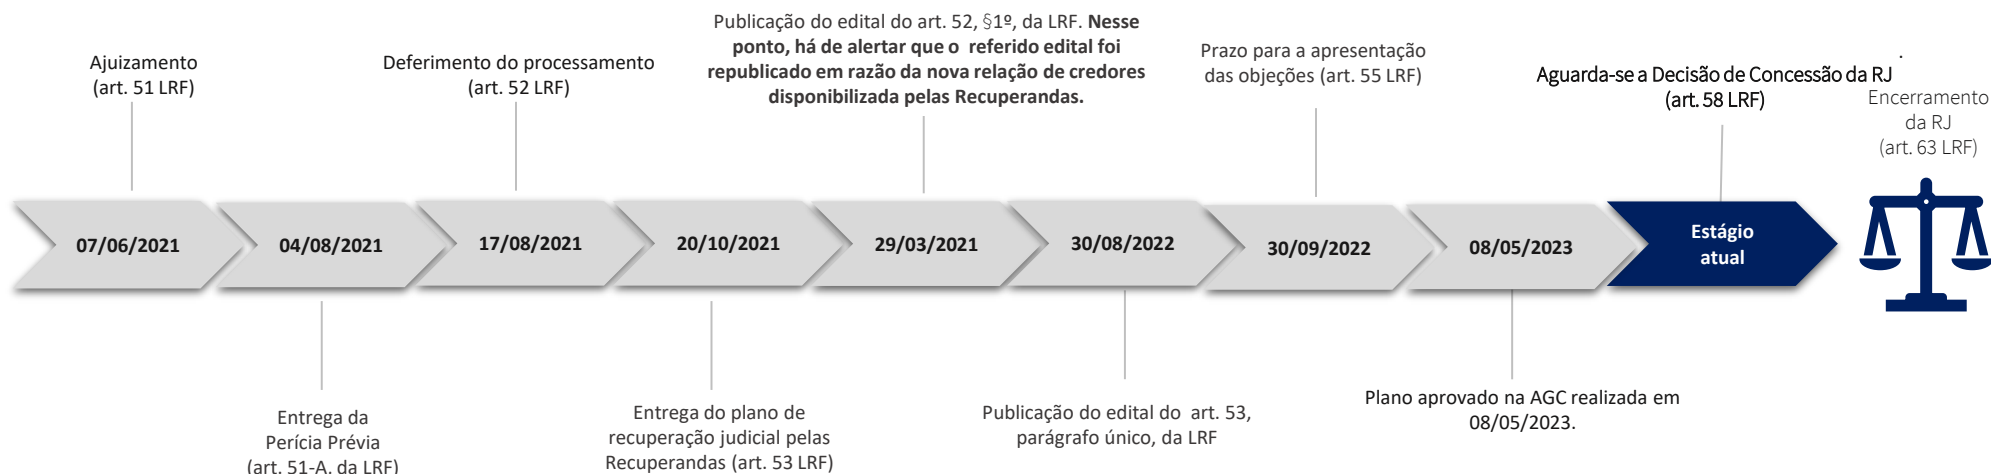 Ajuizamento
(art. 51 LRF)
Deferimento do processamento
(art. 52 LRF)
Publicação do edital do art. 52, §1º, da LRF. Nesse
ponto, há de alertar que o referido edital foi
republicado em razão da nova relação de credores
disponibilizada pelas Recuperandas.
Prazo para a apresentação
das objeções (art. 55 LRF)
.
Aguarda-se a Decisão de Concessão da RJ
(art. 58 LRF)
Encerramento
da RJ
(art. 63 LRF)
07/06/2021
04/08/2021
17/08/2021
20/10/2021
29/03/2021
30/08/2022
30/09/2022
08/05/2023
Estágio
atual
Entrega da
Perícia Prévia
(art. 51-A. da LRF)
Entrega do plano de
recuperação judicial pelas
Recuperandas (art. 53 LRF)
Publicação do edital do art. 53,
parágrafo único, da LRF
Plano aprovado na AGC realizada em
08/05/2023.